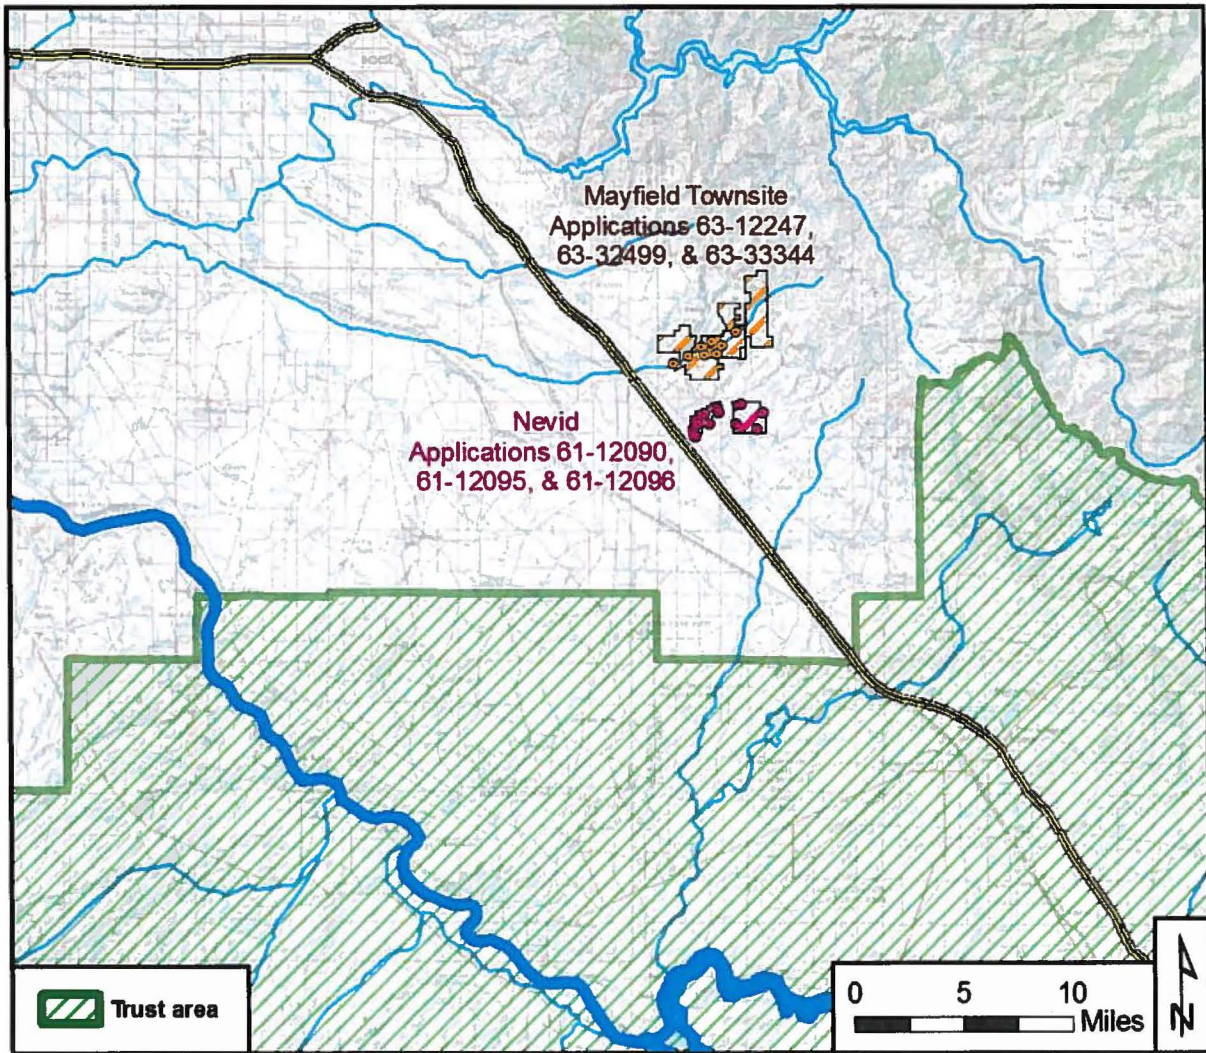 BOISE
Mayfield Townsite
Applications 63-12247,
63-32499, & 63-33344
Nevid
Applications 61-12090,
61-12095, & 61-12096
Trust area
0 5 10
Miles
N